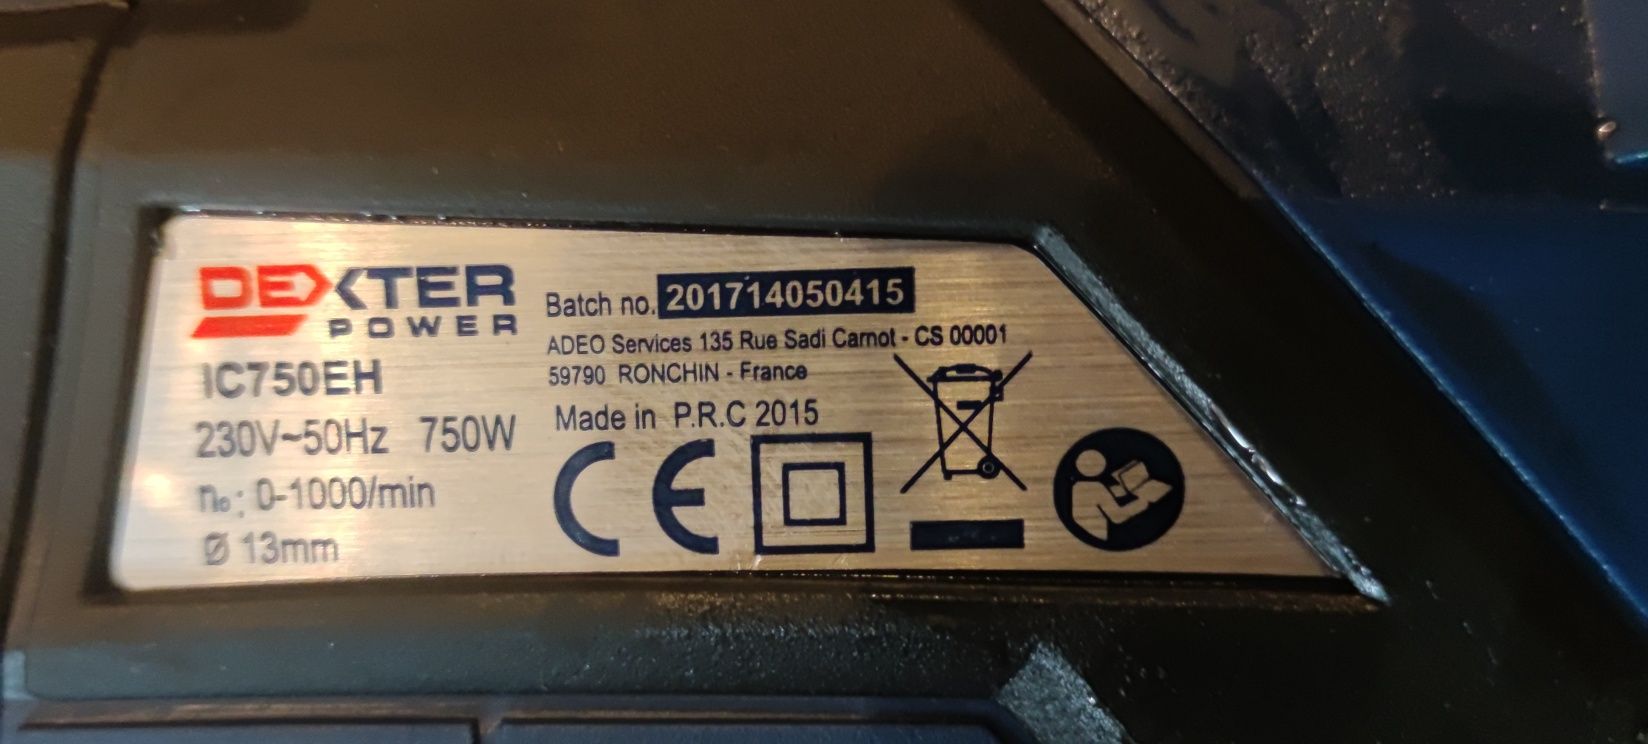 DEXTER
POWER
IC750EH
230V~50Hz 750W
n₀: 0-1000/min
Ø 13mm
Batch no. 201714050415
ADEO Services 135 Rue Sadi Carnot - CS 00001
59790 RONCHIN - France
Made in P.R.C 2015
CE